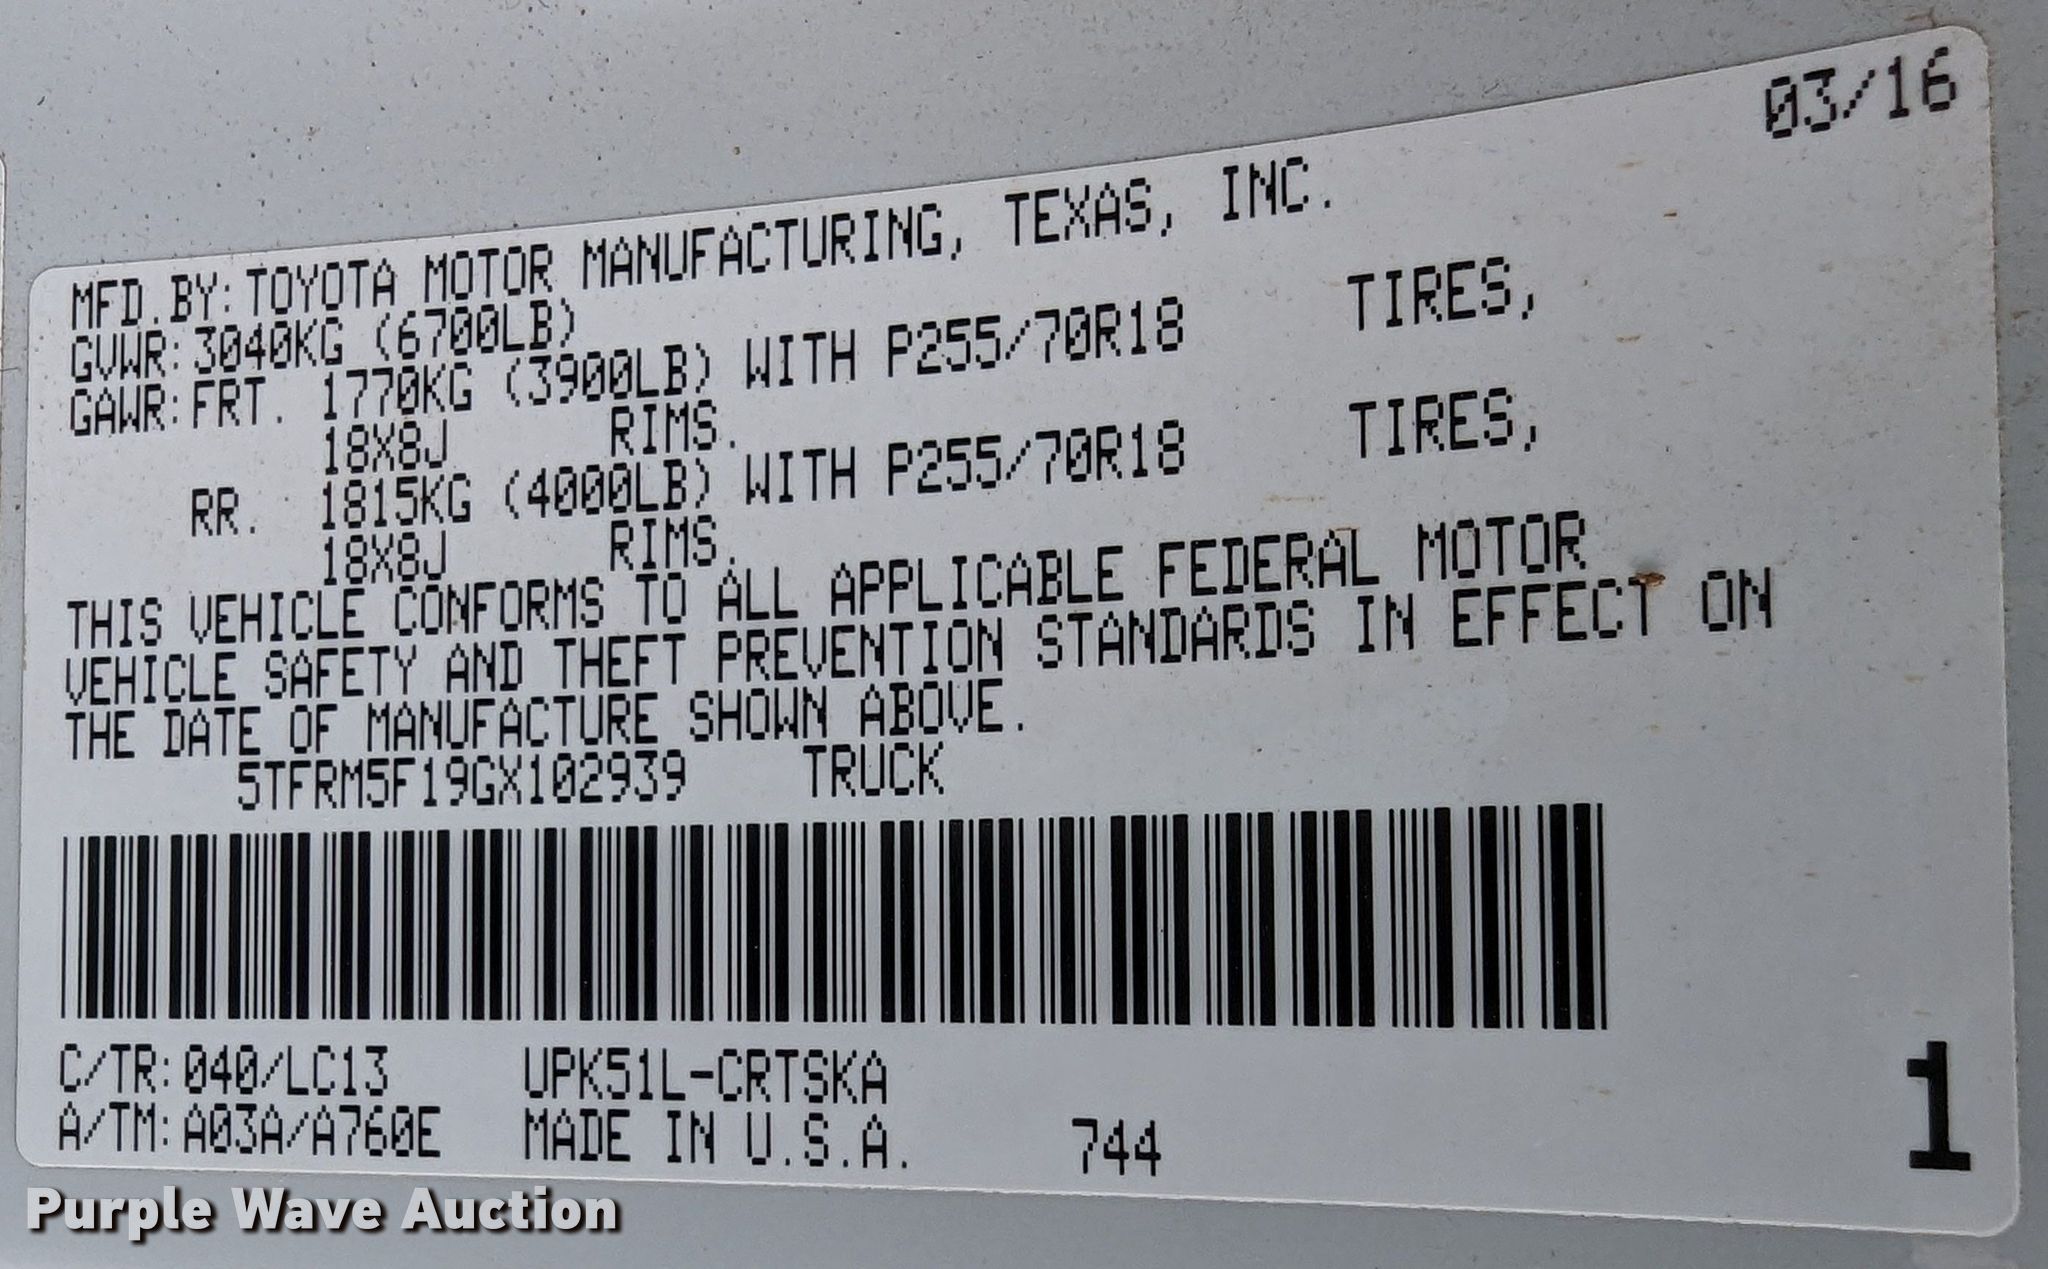 03/16
MFD.BY:TOYOTA MOTOR MANUFACTURING, TEXAS, INC.
GVWR:3040KG (6700LB)
GAWR:FRT. 1770KG (3900LB) WITH P255/70R18 TIRES,
18X8J RIMS.
RR. 1815KG (4000LB) WITH P255/70R18 TIRES,
18X8J RIMS.
THIS VEHICLE CONFORMS TO ALL APPLICABLE FEDERAL MOTOR
VEHICLE SAFETY AND THEFT PREVENTION STANDARDS IN EFFECT ON
THE DATE OF MANUFACTURE SHOWN ABOVE.
5TFRM5F19GX102939 TRUCK
C/TR:040/LC13 UPK51L-CRTSKA
A/TM:A03A/A760E MADE IN U.S.A. 744
1
Purple Wave Auction